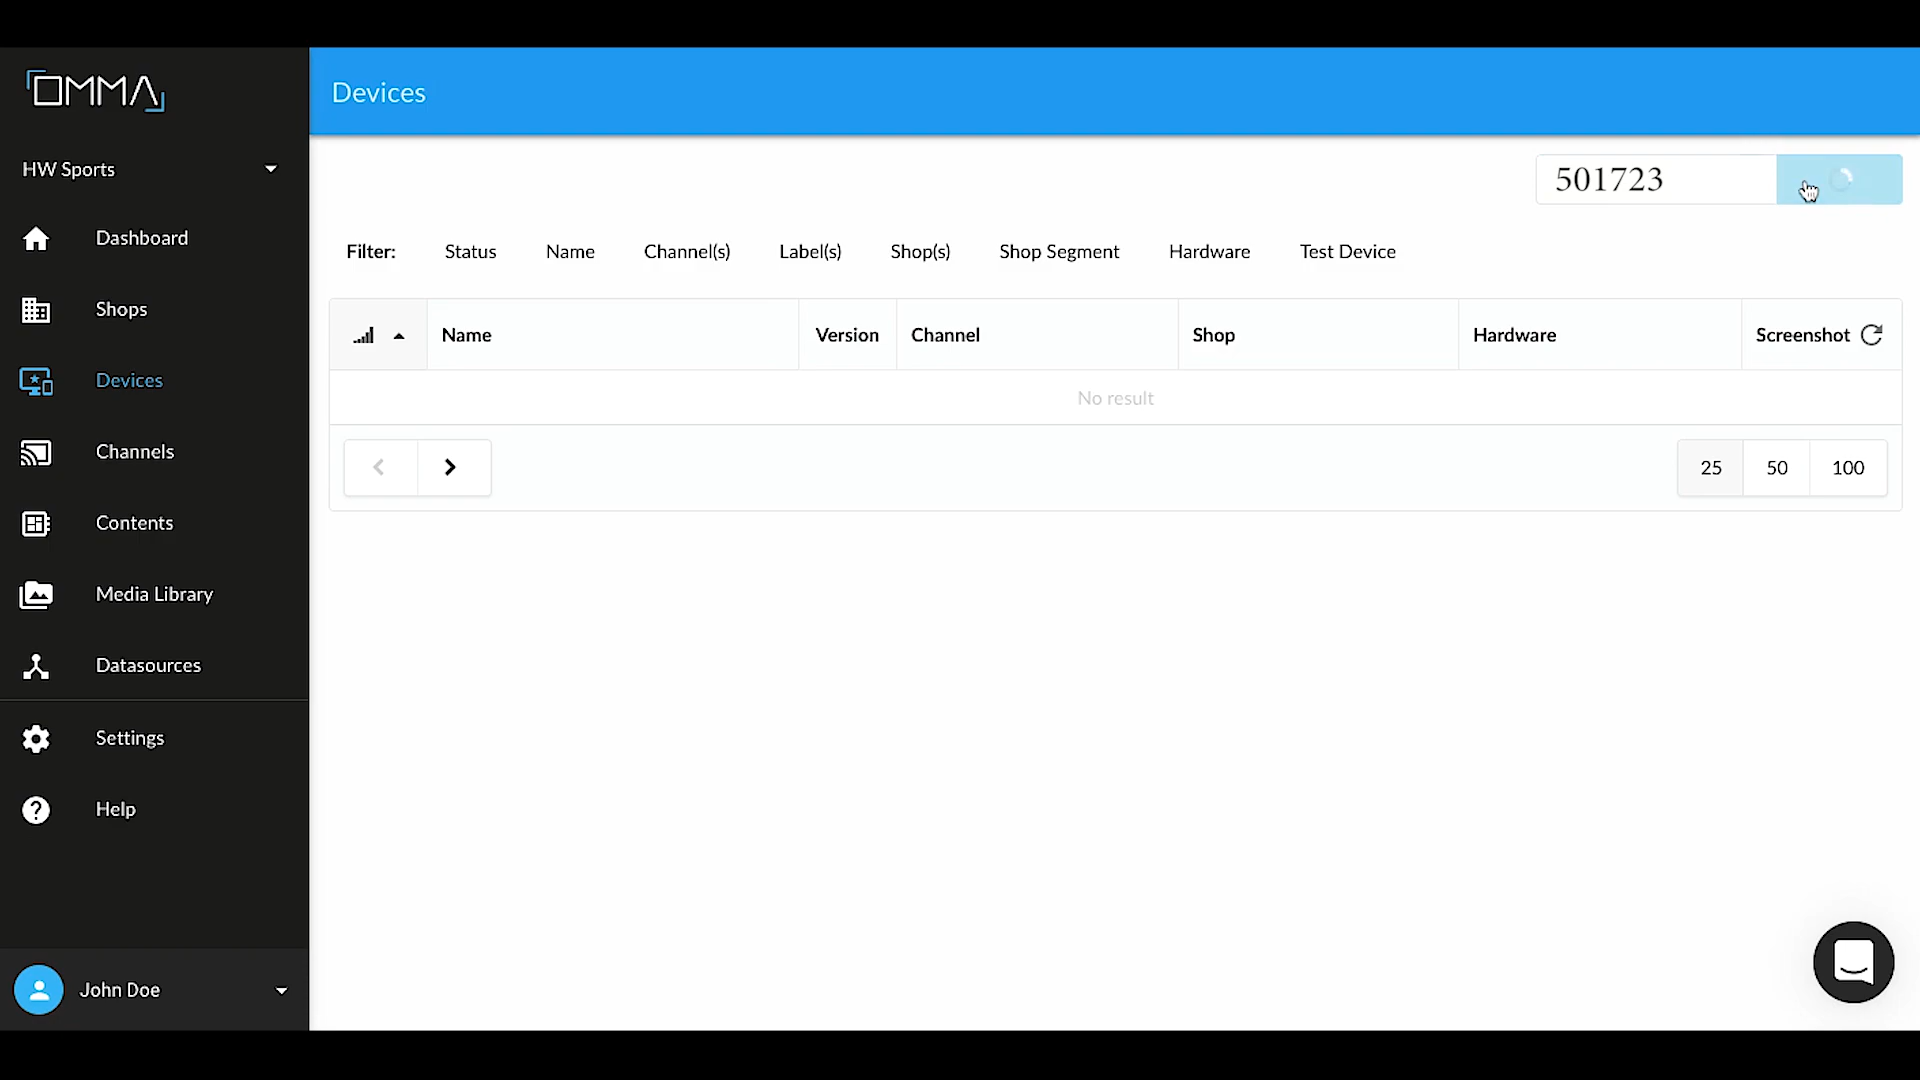 OMMA
Devices
HW Sports
501723
Dashboard
Filter: Status Name Channel(s) Label(s) Shop(s) Shop Segment Hardware Test Device
Shops
Name Version Channel Shop Hardware Screenshot
Devices
No result
Channels
25 50 100
Contents
Media Library
Datasources
Settings
Help
John Doe